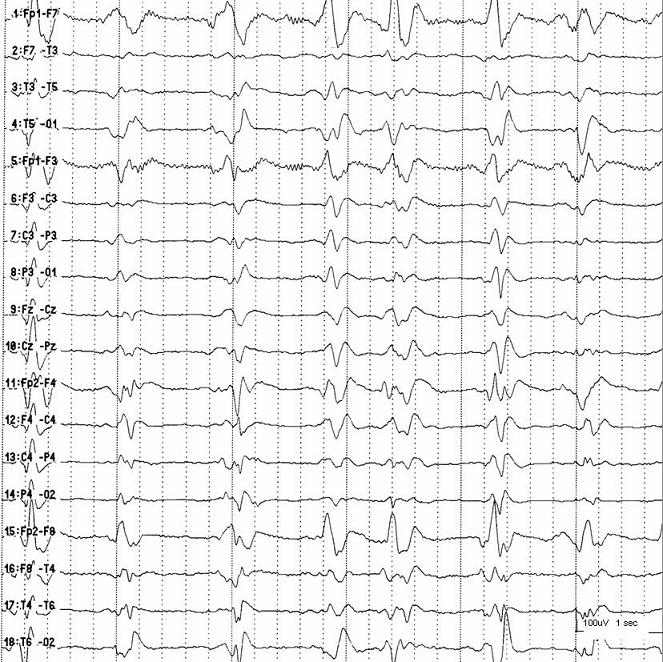 1:Fp1-F7
2:F7 -T3
3:T3 -T5
4:T5 -O1
5:Fp1-F3
6:F3 -C3
7:C3 -P3
8:P3 -O1
9:Fz -Cz
10:Cz -Pz
11:Fp2-F4
12:F4 -C4
13:C4 -P4
14:P4 -O2
15:Fp2-F8
16:F8 -T4
17:T4 -T6
18:T6 -O2
100uV 1 sec